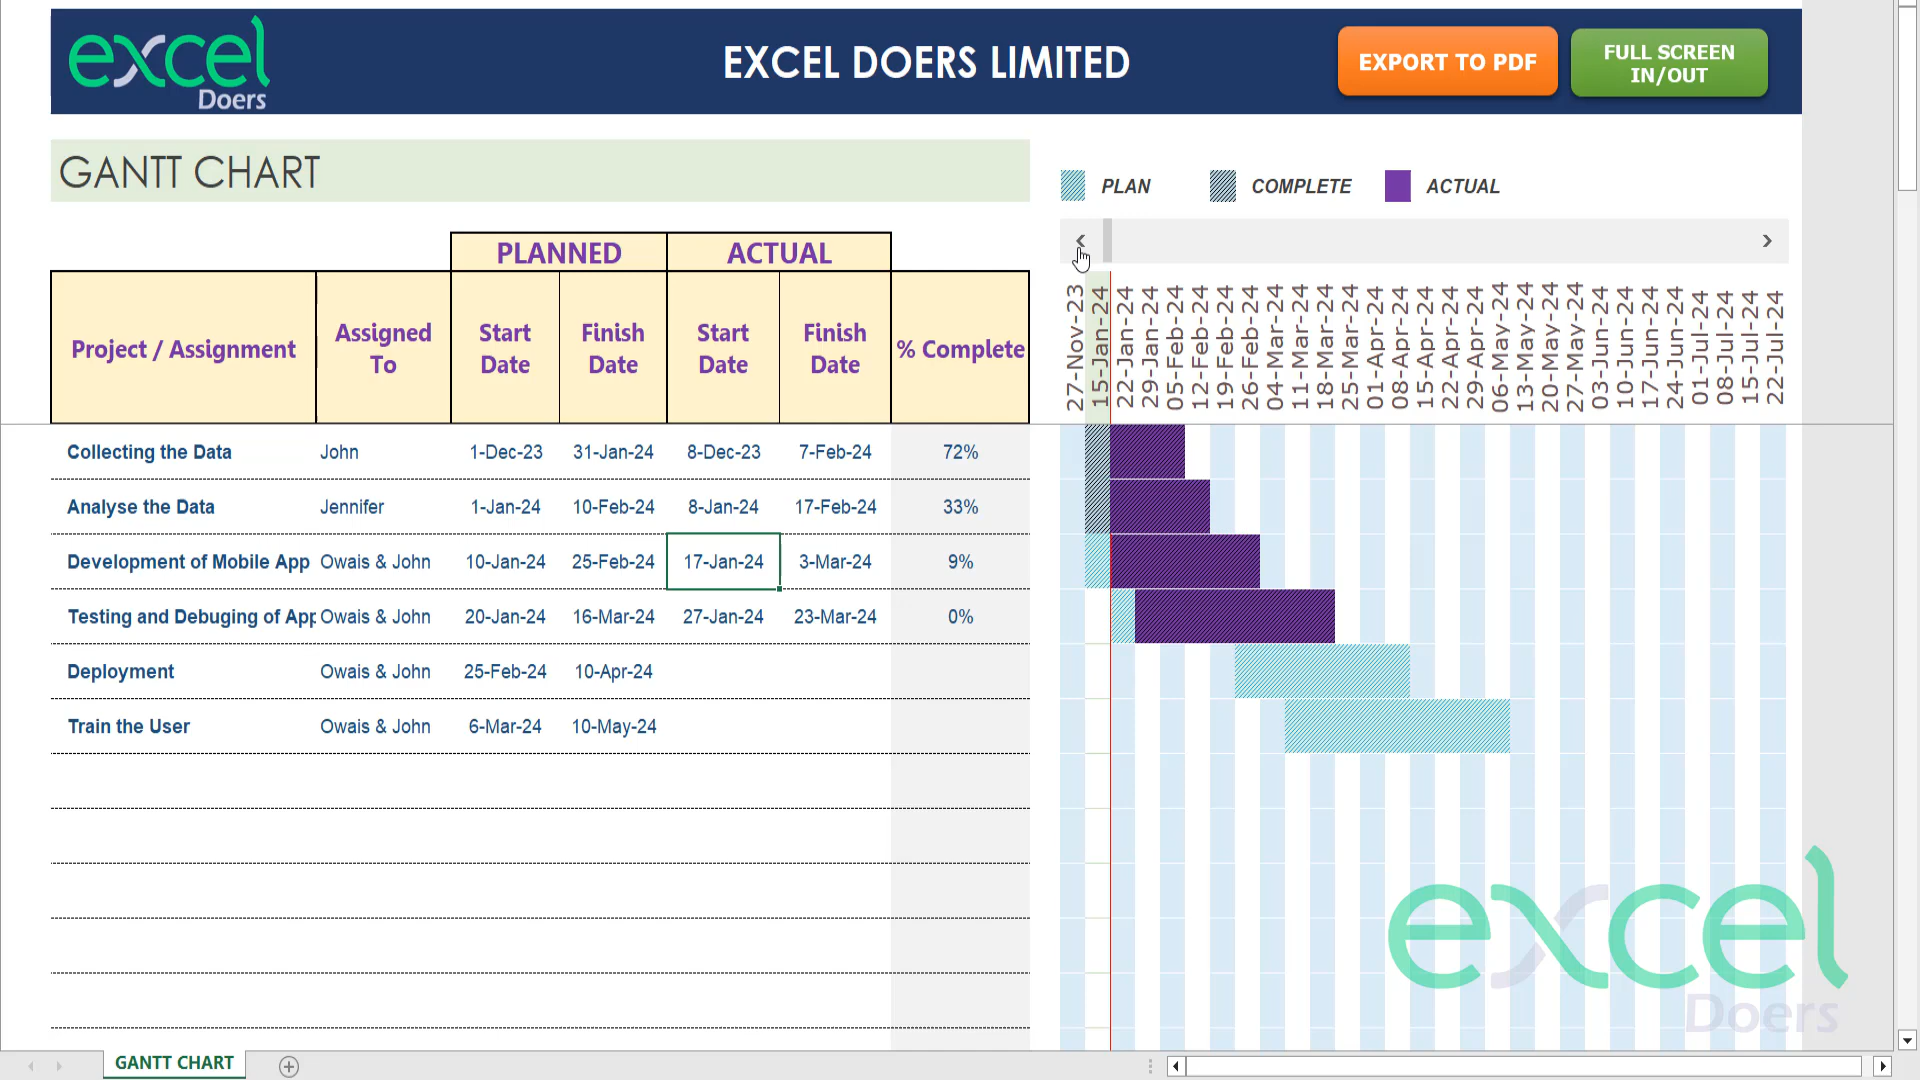 excel
Doers
EXCEL DOERS LIMITED
EXPORT TO PDF
FULL SCREEN
IN/OUT
GANTT CHART
PLAN
COMPLETE
ACTUAL
PLANNED
ACTUAL
Project / Assignment
Assigned
To
Start
Date
Finish
Date
Start
Date
Finish
Date
% Complete
27-Nov-23
15-Jan-24
22-Jan-24
29-Jan-24
05-Feb-24
12-Feb-24
19-Feb-24
26-Feb-24
04-Mar-24
11-Mar-24
18-Mar-24
25-Mar-24
01-Apr-24
08-Apr-24
15-Apr-24
22-Apr-24
29-Apr-24
06-May-24
13-May-24
20-May-24
27-May-24
03-Jun-24
10-Jun-24
17-Jun-24
24-Jun-24
01-Jul-24
08-Jul-24
15-Jul-24
22-Jul-24
Collecting the Data John 1-Dec-23 31-Jan-24 8-Dec-23 7-Feb-24 72%
Analyse the Data Jennifer 1-Jan-24 10-Feb-24 8-Jan-24 17-Feb-24 33%
Development of Mobile App Owais & John 10-Jan-24 25-Feb-24 17-Jan-24 3-Mar-24 9%
Testing and Debuging of App Owais & John 20-Jan-24 16-Mar-24 27-Jan-24 23-Mar-24 0%
Deployment Owais & John 25-Feb-24 10-Apr-24
Train the User Owais & John 6-Mar-24 10-May-24
excel
Doers
GANTT CHART